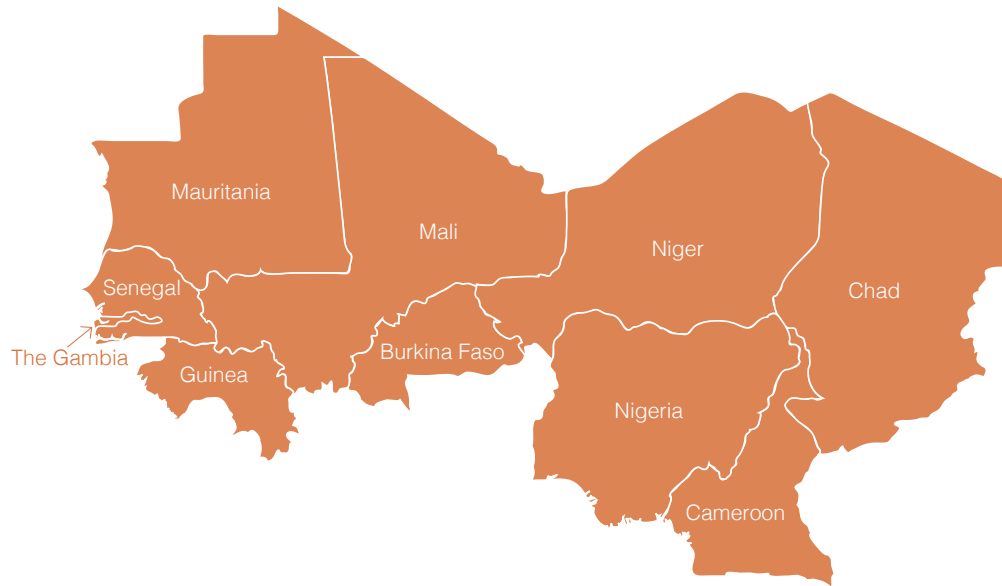 Mauritania
Mali
Niger
Senegal
Chad
The Gambia
Burkina Faso
Guinea
Nigeria
Cameroon